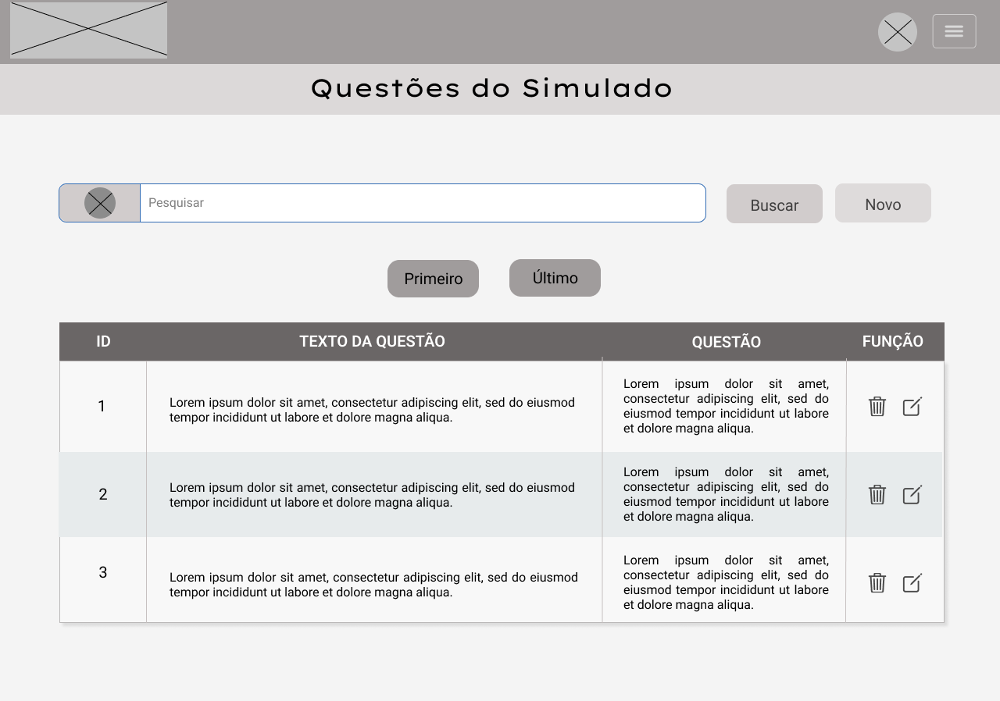 Questões do Simulado
Pesquisar
Buscar
Novo
Primeiro
Último
ID
TEXTO DA QUESTÃO
QUESTÃO
FUNÇÃO
1
Lorem ipsum dolor sit amet, consectetur adipiscing elit, sed do eiusmod
tempor incididunt ut labore et dolore magna aliqua.
Lorem ipsum dolor sit amet,
consectetur adipiscing elit, sed do
eiusmod tempor incididunt ut labore
et dolore magna aliqua.
2
Lorem ipsum dolor sit amet, consectetur adipiscing elit, sed do eiusmod
tempor incididunt ut labore et dolore magna aliqua.
Lorem ipsum dolor sit amet,
consectetur adipiscing elit, sed do
eiusmod tempor incididunt ut labore
et dolore magna aliqua.
3
Lorem ipsum dolor sit amet, consectetur adipiscing elit, sed do eiusmod
tempor incididunt ut labore et dolore magna aliqua.
Lorem ipsum dolor sit amet,
consectetur adipiscing elit, sed do
eiusmod tempor incididunt ut labore
et dolore magna aliqua.